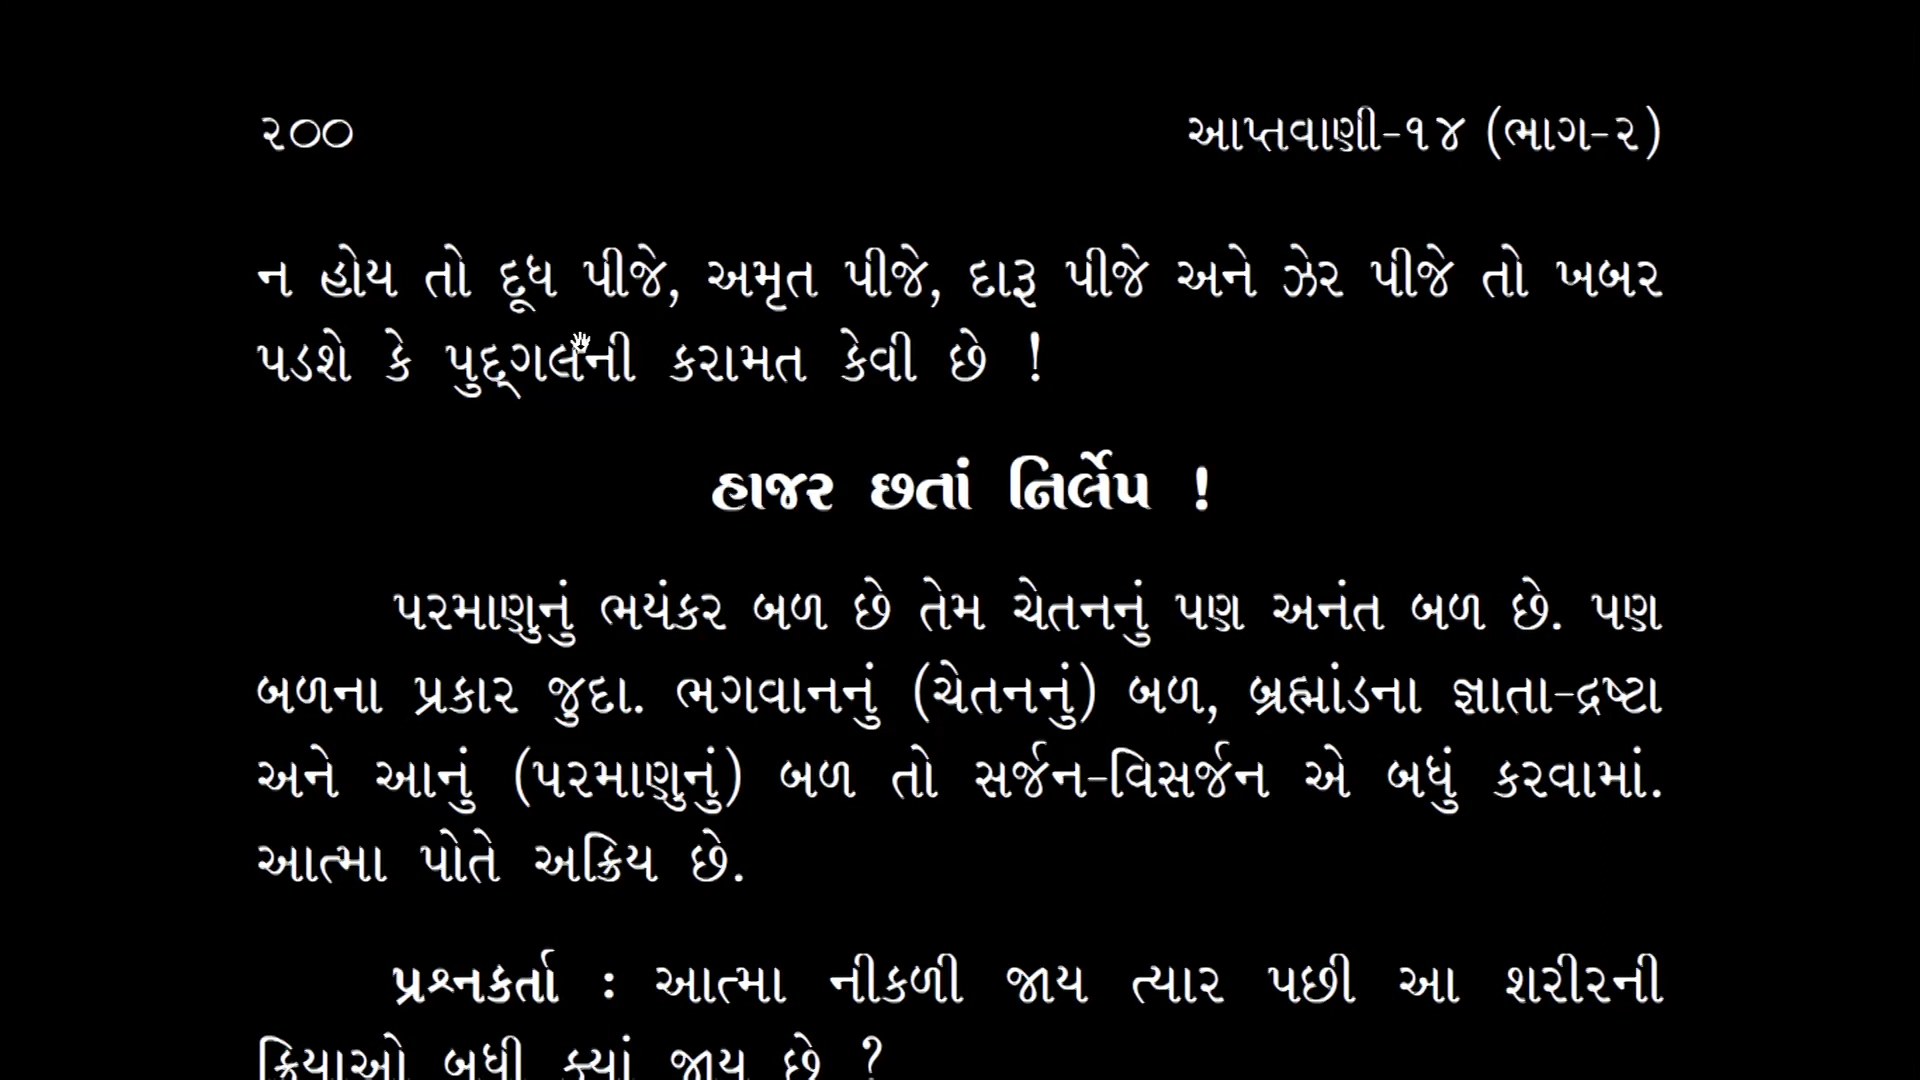 ૨૦૦ આપ્તવાણી-૧૪ (ભાગ-૨)
ન હોય તો દૂધ પીજે, અમૃત પીજે, દારૂ પીજે અને ઝેર પીજે તો ખબર
પડશે કે પુદ્ગલની કરામત કેવી છે !
હાજર છતાં નિર્લેપ !
પરમાણુનું ભયંકર બળ છે તેમ ચેતનનું પણ અનંત બળ છે. પણ
બળના પ્રકાર જુદા. ભગવાનનું (ચેતનનું) બળ, બ્રહ્માંડના જ્ઞાતા-દ્રષ્ટા
અને આનું (પરમાણુનું) બળ તો સર્જન-વિસર્જન એ બધું કરવામાં.
આત્મા પોતે અક્રિય છે.
પ્રશ્નકર્તા : આત્મા નીકળી જાય ત્યાર પછી આ શરીરની
ક્રિયાઓ બધી ક્યાં જાય છે ?